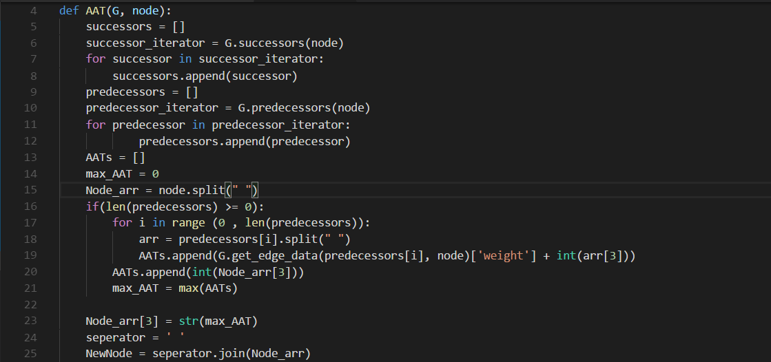 4 def AAT(G, node):
5 successors = []
6 successor_iterator = G.successors(node)
7 for successor in successor_iterator:
8 successors.append(successor)
9 predecessors = []
10 predecessor_iterator = G.predecessors(node)
11 for predecessor in predecessor_iterator:
12 predecessors.append(predecessor)
13 AATs = []
14 max_AAT = 0
15 Node_arr = node.split(" ")
16 if(len(predecessors) >= 0):
17 for i in range (0 , len(predecessors)):
18 arr = predecessors[i].split(" ")
19 AATs.append(G.get_edge_data(predecessors[i], node)['weight'] + int(arr[3]))
20 AATs.append(int(Node_arr[3]))
21 max_AAT = max(AATs)
22
23 Node_arr[3] = str(max_AAT)
24 seperator = ' '
25 NewNode = seperator.join(Node_arr)